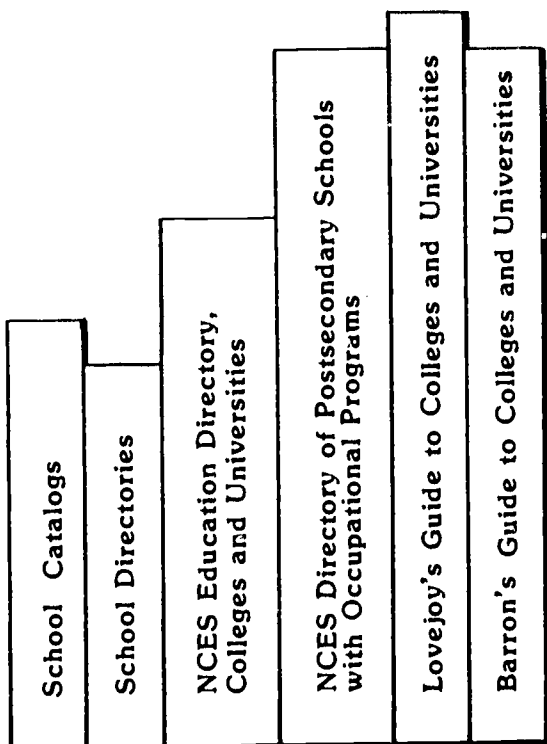 School Catalogs
School Directories
NCES Education Directory,
Colleges and Universities
NCES Directory of Postsecondary Schools
with Occupational Programs
Lovejoy's Guide to Colleges and Universities
Barron's Guide to Colleges and Universities